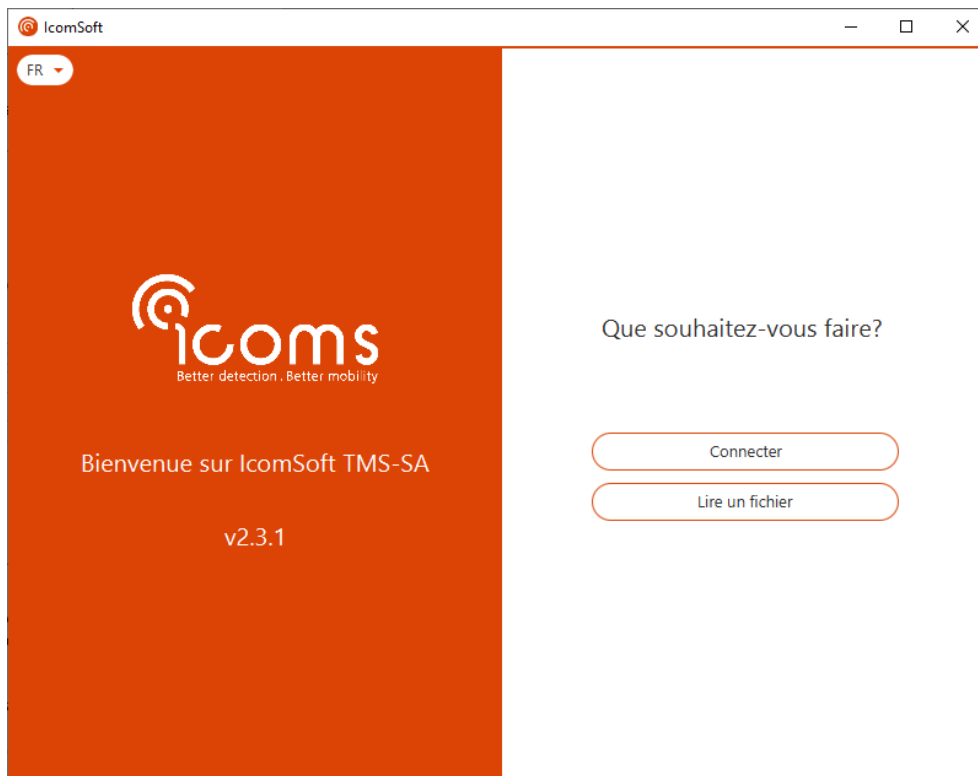 IcomSoft
FR
icoms
Better detection. Better mobility
Bienvenue sur IcomSoft TMS-SA
v2.3.1
Que souhaitez-vous faire?
Connecter
Lire un fichier